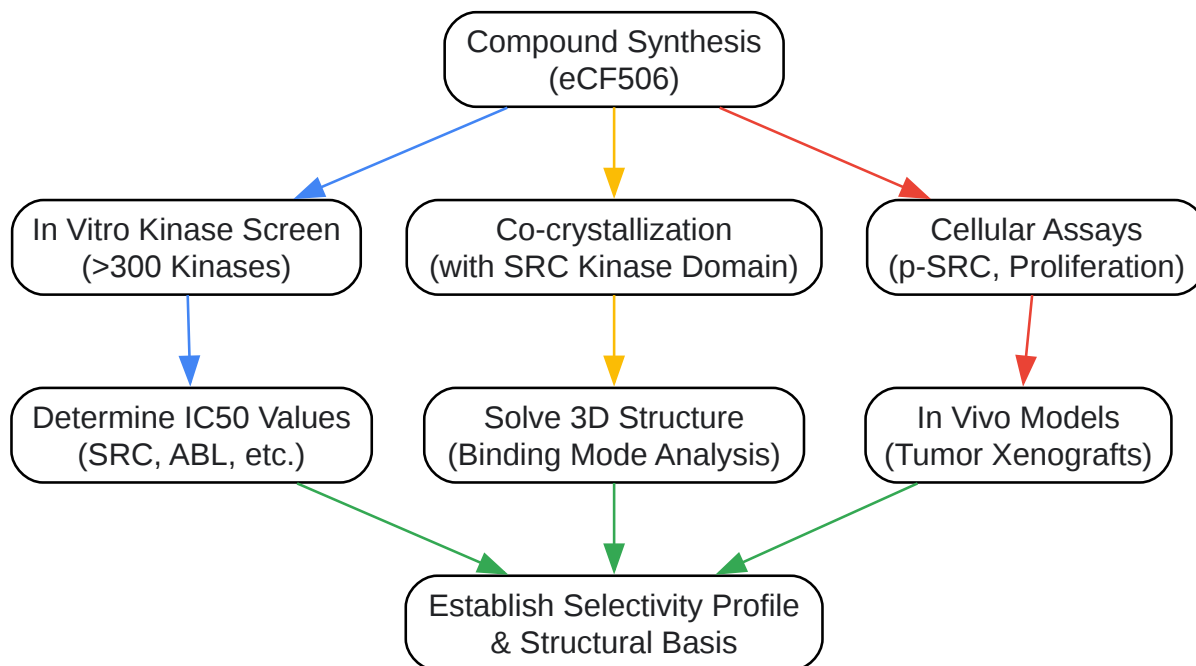 Compound Synthesis
(eCF506)
In Vitro Kinase Screen
(>300 Kinases)
Co-crystallization
(with SRC Kinase Domain)
Cellular Assays
(p-SRC, Proliferation)
Determine IC50 Values
(SRC, ABL, etc.)
Solve 3D Structure
(Binding Mode Analysis)
In Vivo Models
(Tumor Xenografts)
Establish Selectivity Profile
& Structural Basis